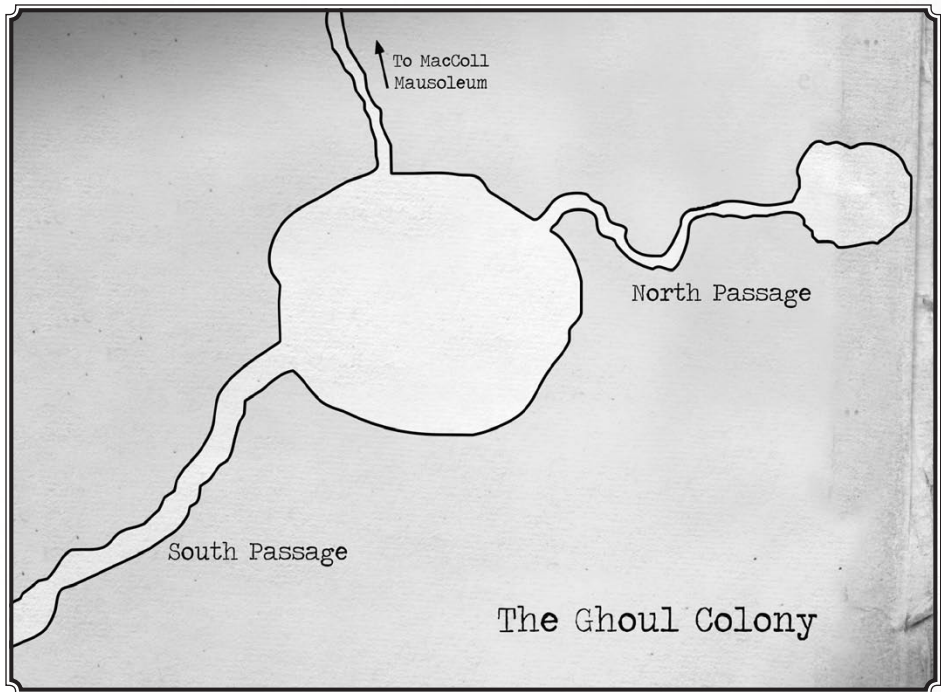 To MacColl
Mausoleum
North Passage
South Passage
The Ghoul Colony